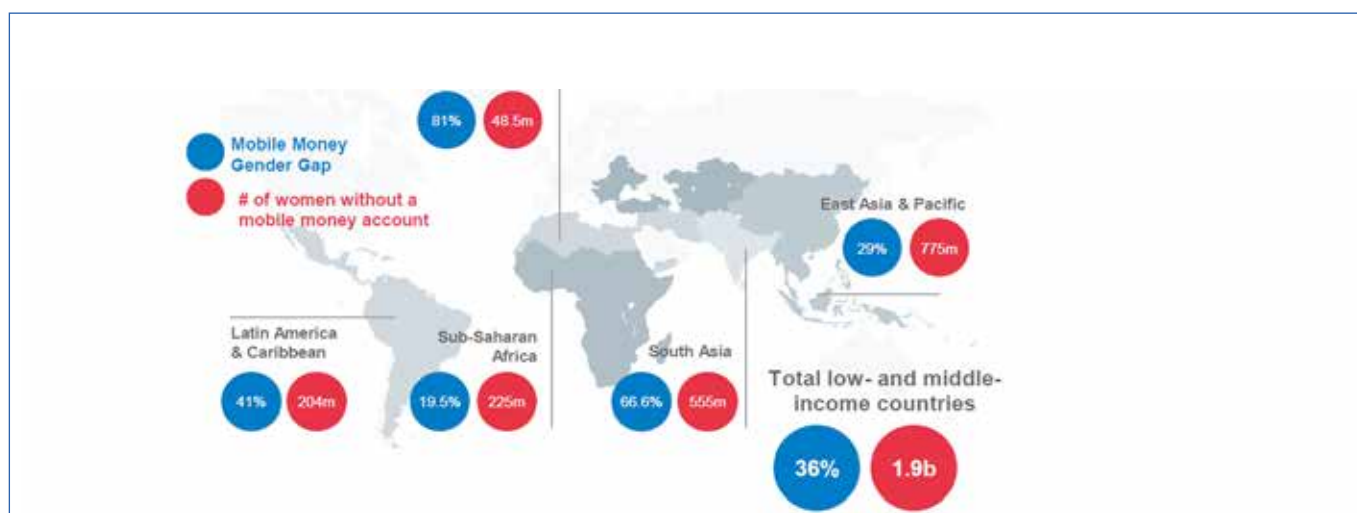 81% 48.5m
Mobile Money
Gender Gap
# of women without a
mobile money account
East Asia & Pacific
29% 775m
Latin America
& Caribbean
41% 204m
Sub-Saharan
Africa
19.5% 225m
South Asia
66.6% 555m
Total low- and middle-
income countries
36% 1.9b